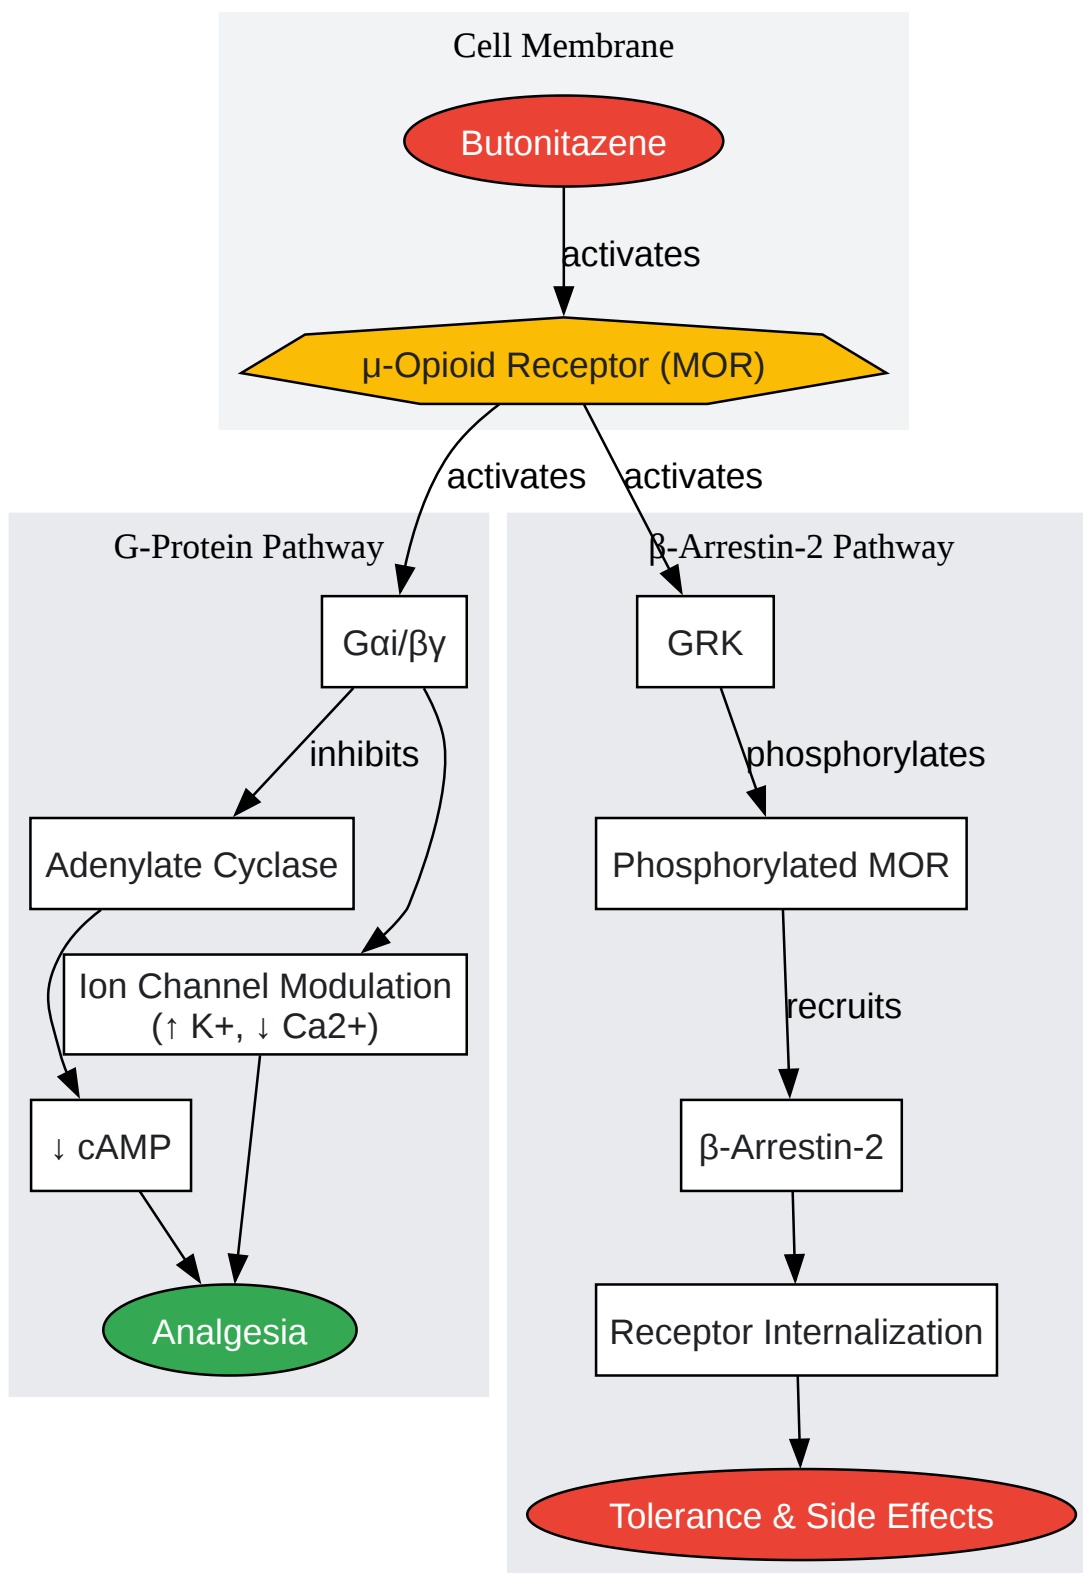 Cell Membrane
Butonitazene
activates
μ-Opioid Receptor (MOR)
activates
activates
G-Protein Pathway
β-Arrestin-2 Pathway
Gαi/βγ
GRK
inhibits
phosphorylates
Adenylate Cyclase
Phosphorylated MOR
Ion Channel Modulation
(↑ K+, ↓ Ca2+)
recruits
↓ cAMP
β-Arrestin-2
Analgesia
Receptor Internalization
Tolerance & Side Effects